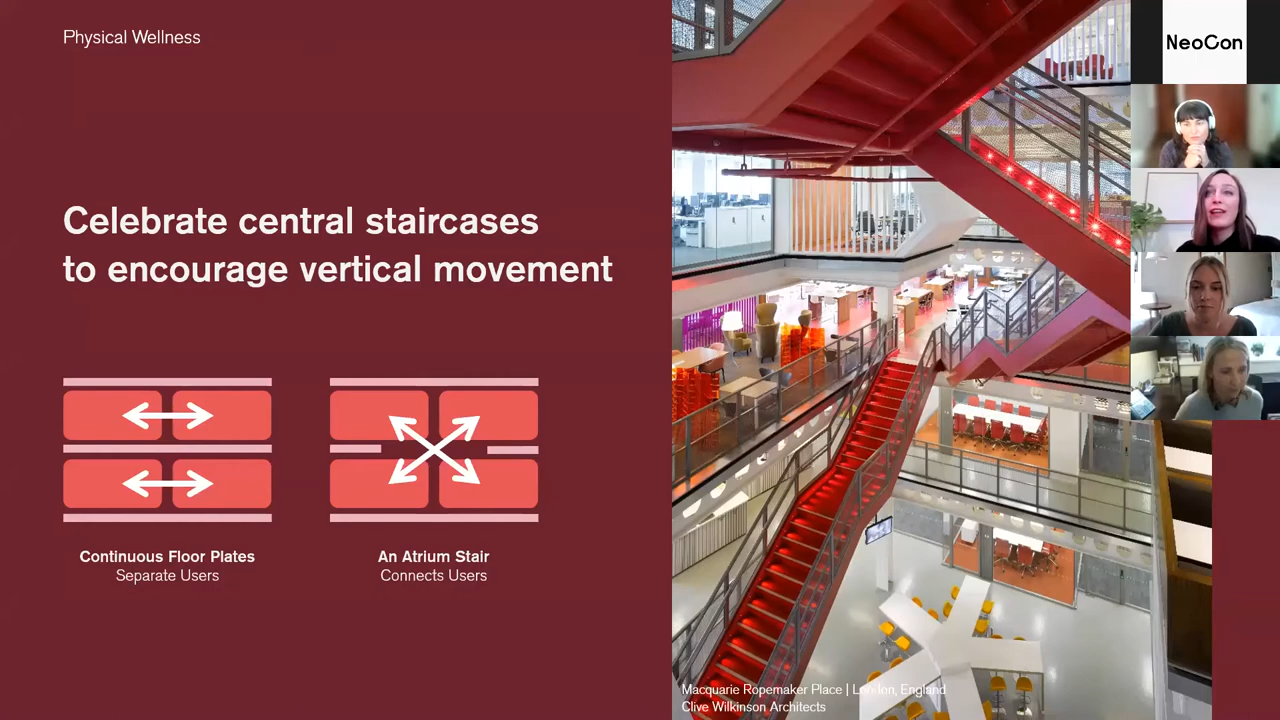 Physical Wellness
Celebrate central staircases
to encourage vertical movement
Continuous Floor Plates
Separate Users
An Atrium Stair
Connects Users
Macquarie Ropemaker Place | London, England
Clive Wilkinson Architects
NeoCon